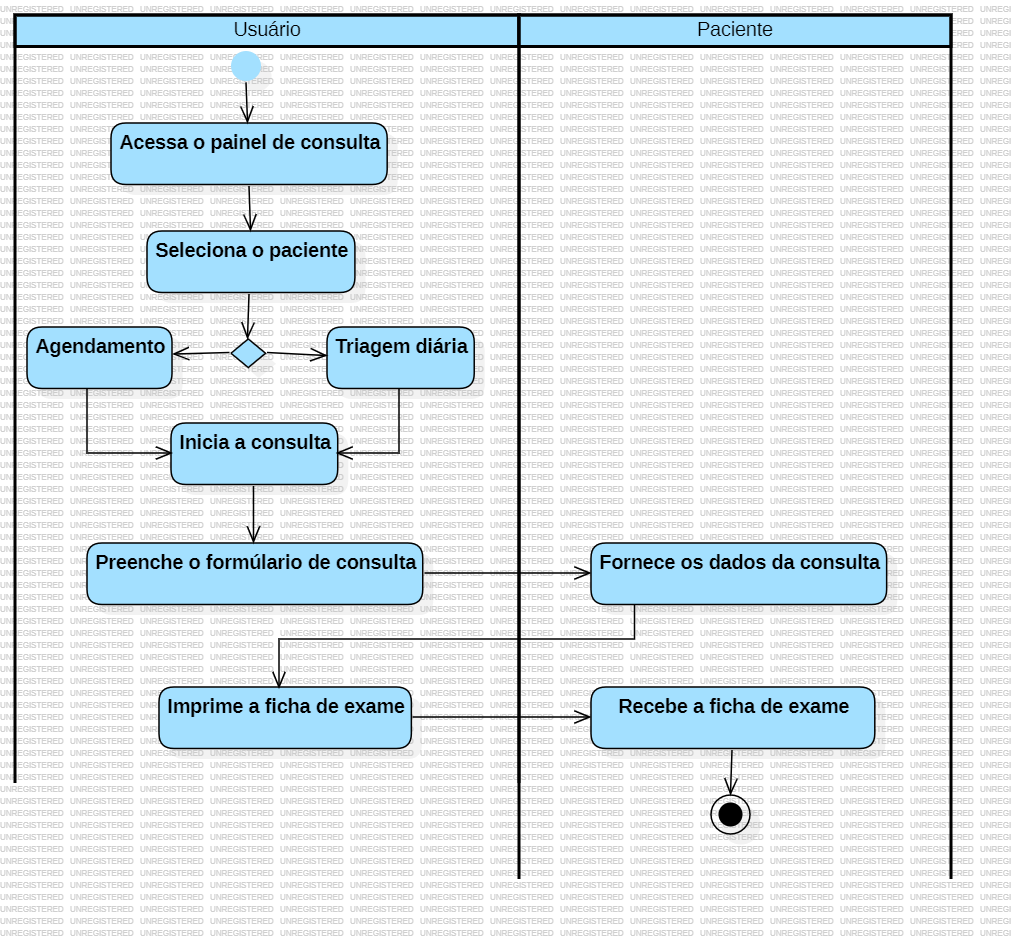 Usuário
Paciente
Acessa o painel de consulta
Seleciona o paciente
Agendamento
Triagem diária
Inicia a consulta
Preenche o formúlario de consulta
Fornece os dados da consulta
Imprime a ficha de exame
Recebe a ficha de exame
UNREGISTERED